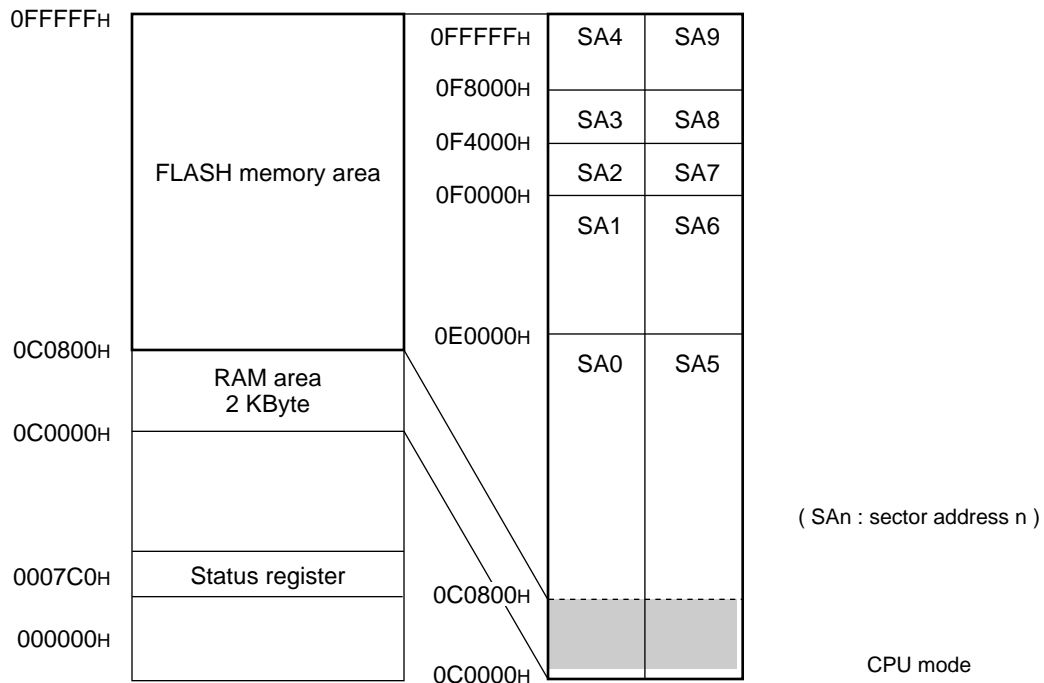 0FFFFFH
FLASH memory area
0C0800H
RAM area
2 KByte
0C0000H
0007C0H
Status register
000000H
0FFFFFH
SA4 SA9
0F8000H
SA3 SA8
0F4000H
SA2 SA7
0F0000H
SA1 SA6
0E0000H
SA0 SA5
0C0800H
0C0000H
( SAn : sector address n )
CPU mode